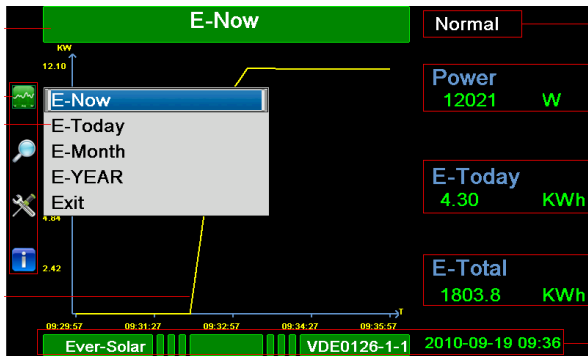 E-Now
Normal
KW
12.10
Power
12021 W
E-Now
E-Today
E-Month
E-YEAR
Exit
E-Today
4.30 KWh
4.84
2.42
E-Total
1803.8 KWh
T
09:29:57 09:31:27 09:32:57 09:34:27 09:35:57
Ever-Solar VDE0126-1-1 2010-09-19 09:36